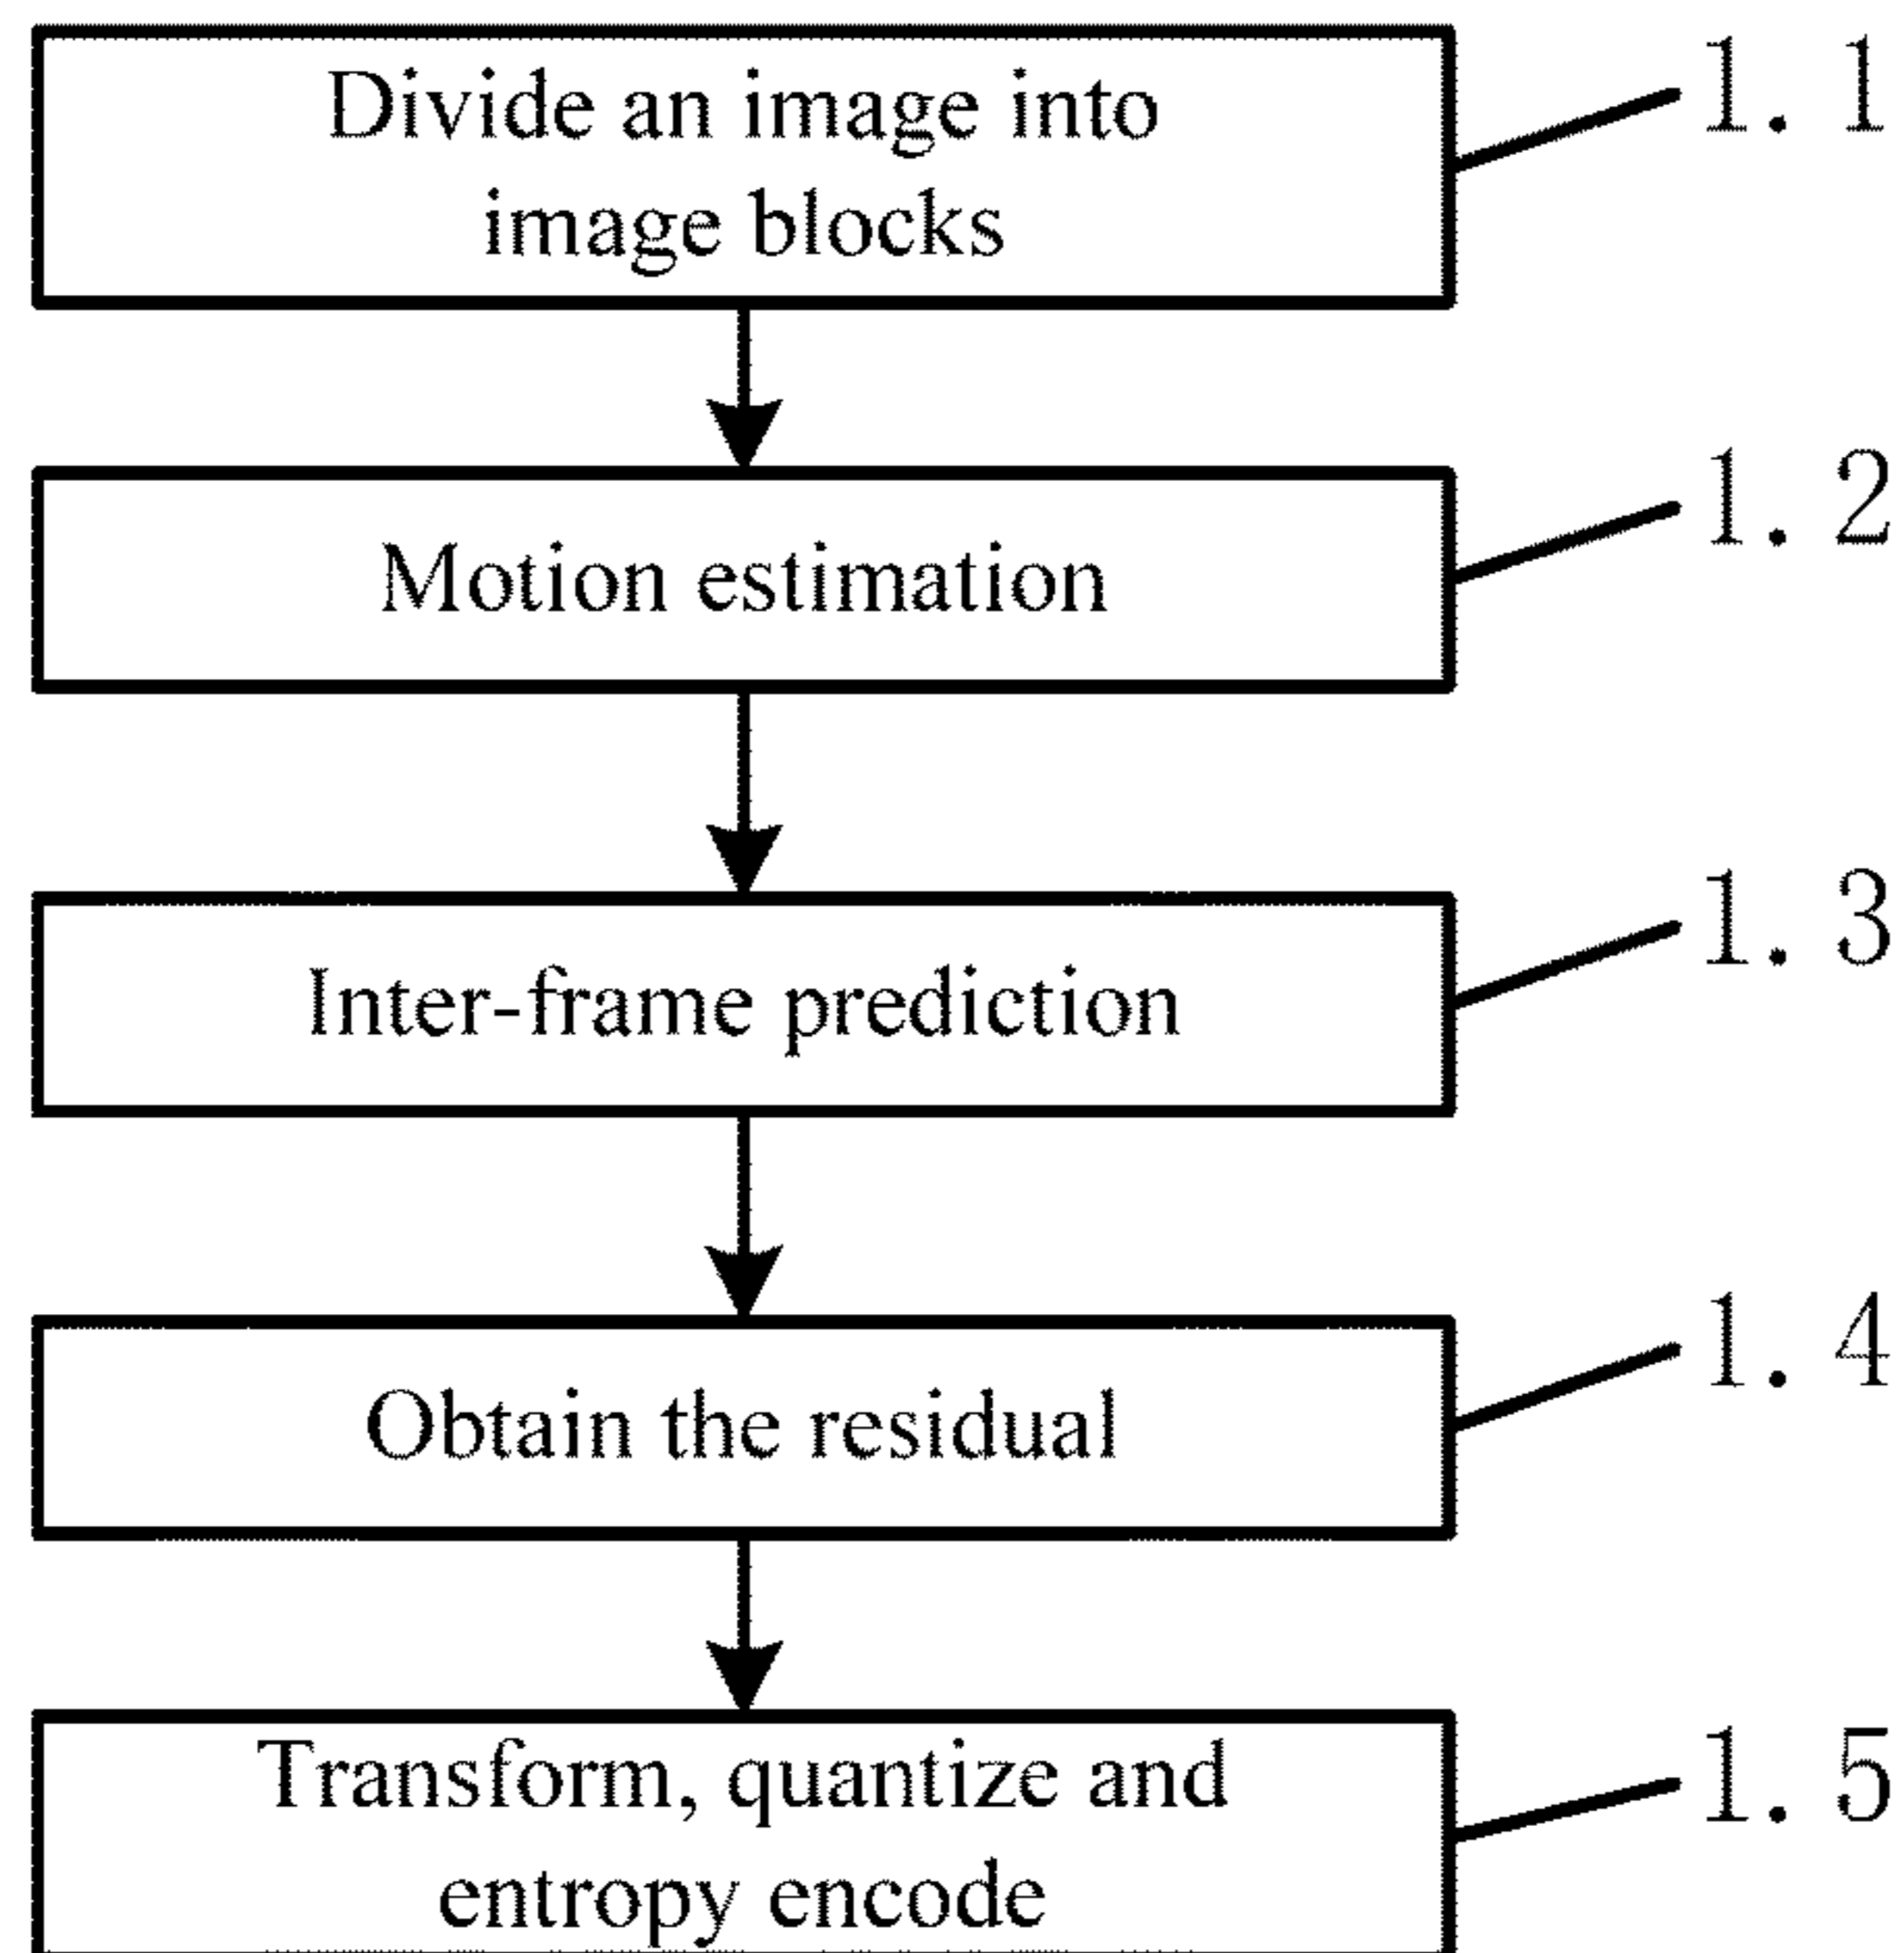 Divide an image into
image blocks
1. 1
Motion estimation
1. 2
Inter-frame prediction
1. 3
Obtain the residual
1. 4
Transform, quantize and
entropy encode
1. 5